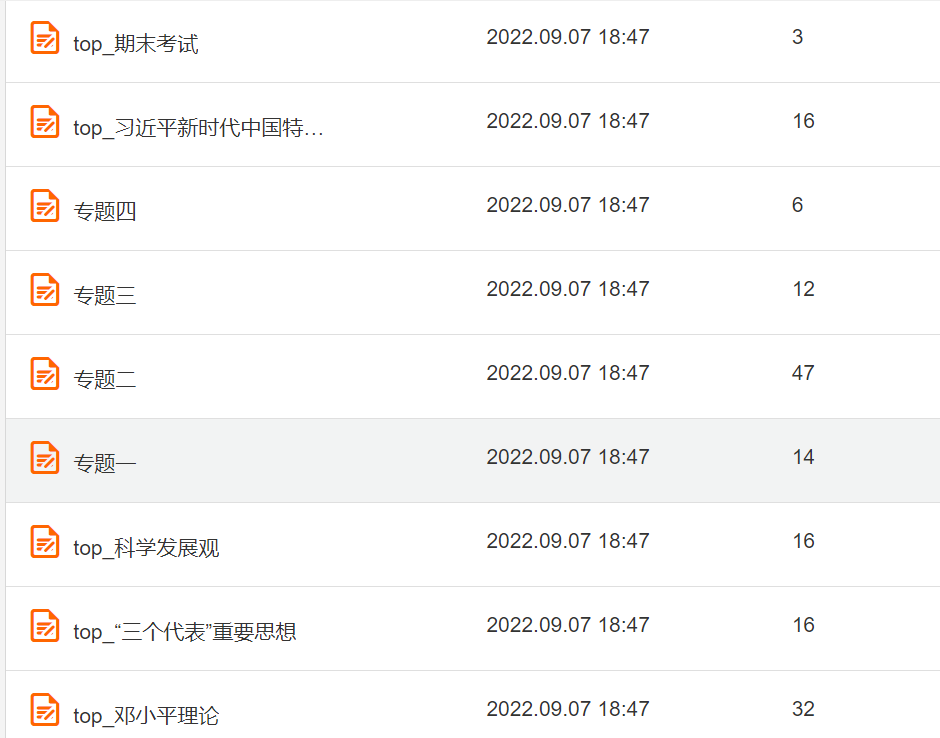 top_期末考试 2022.09.07 18:47 3
top_习近平新时代中国特... 2022.09.07 18:47 16
专题四 2022.09.07 18:47 6
专题三 2022.09.07 18:47 12
专题二 2022.09.07 18:47 47
专题一 2022.09.07 18:47 14
top_科学发展观 2022.09.07 18:47 16
top_“三个代表”重要思想 2022.09.07 18:47 16
top_邓小平理论 2022.09.07 18:47 32